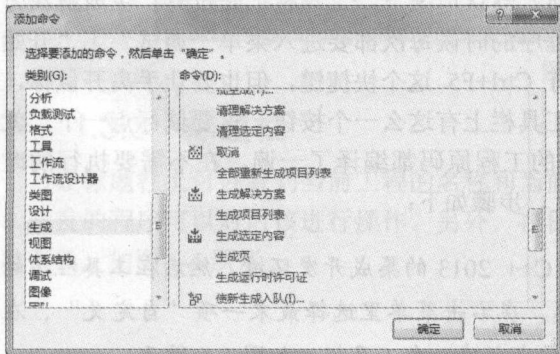 添加命令
选择要添加的命令，然后单击“确定”。
类别(G):
命令(D):
分析
负载测试
格式
工具
工作流
工作流设计器
类图
设计
生成
视图
体系结构
调试
图像
清理解决方案
清理选定内容
取消
全部重新生成项目列表
生成解决方案
生成项目列表
生成选定内容
生成页
生成运行时许可证
使新生成入队(I)...
确定
取消